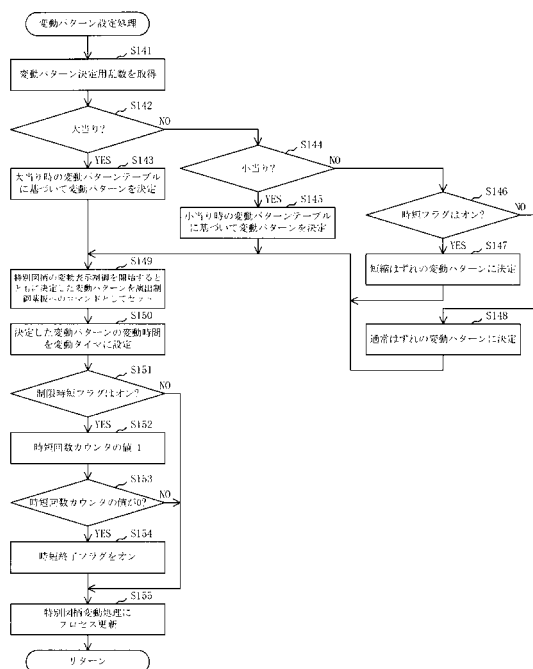 変動パターン設定処理
S141
変動パターン決定用乱数を取得
S142
大当り?
NO
YES
S143
大当り時の変動パターンテーブル
に基づいて変動パターンを決定
S144
小当り?
NO
YES
S145
小当り時の変動パターンテーブル
に基づいて変動パターンを決定
S146
時短フラグはオン?
NO
YES
S147
短縮はずれの変動パターンに決定
S148
通常はずれの変動パターンに決定
S149
特別図柄の変動表示制御を開始すると
ともに決定した変動パターンを演出制
御基板へのコマンドとしてセット
S150
決定した変動パターンの変動時間
を変動タイマに設定
S151
制限時短フラグはオン?
NO
YES
S152
時短回数カウンタの値-1
S153
時短回数カウンタの値が0?
NO
YES
S154
時短終了フラグをオン
S155
特別図柄変動処理に
プロセス更新
リターン